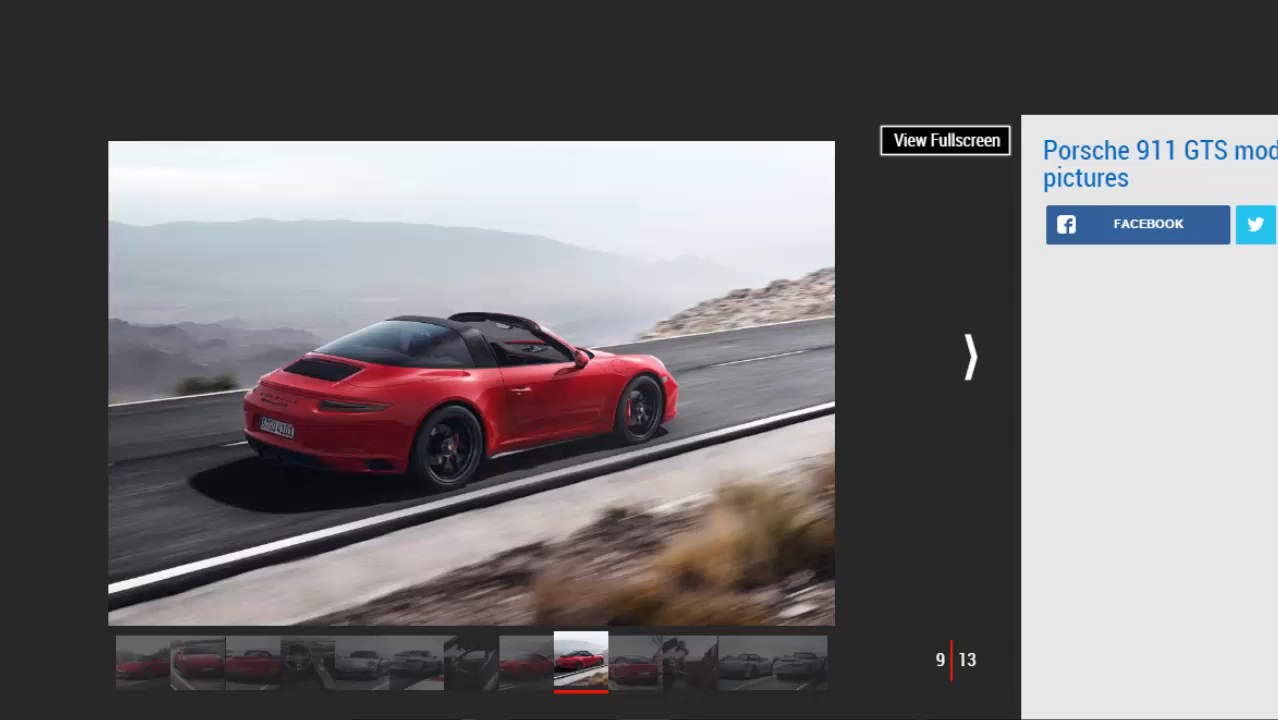 View Fullscreen
Porsche 911 GTS mod
pictures
FACEBOOK
9 13